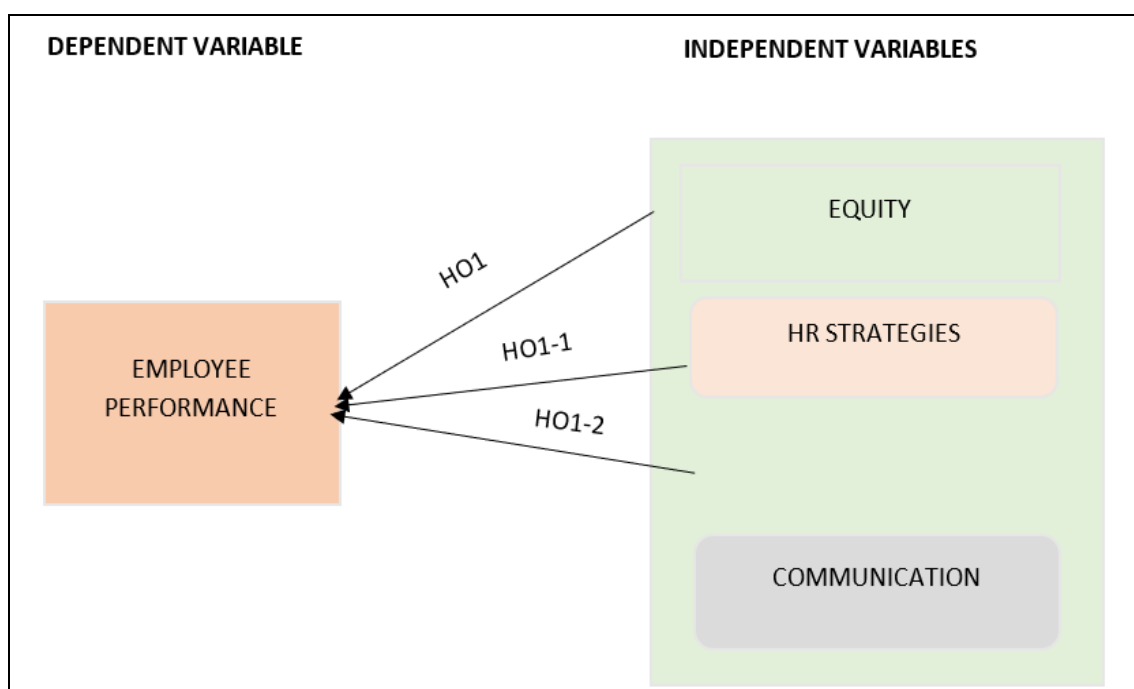 DEPENDENT VARIABLE
INDEPENDENT VARIABLES
EQUITY
HO1
HR STRATEGIES
HO1-1
EMPLOYEE
PERFORMANCE
HO1-2
COMMUNICATION